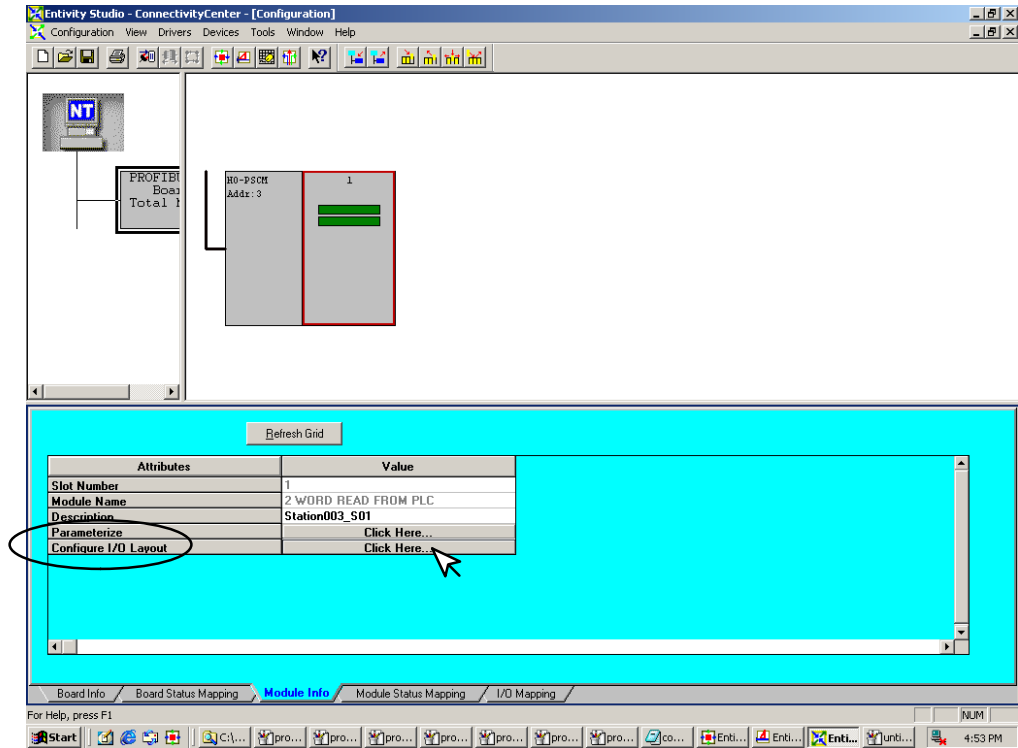 Entivity Studio - ConnectivityCenter - [Configuration]
Configuration View Drivers Devices Tools Window Help
NT
PROFIBU
Boar
Total
H0-PSCM
Addr:3
1
Refresh Grid
Attributes Value
Slot Number 1
Module Name 2 WORD READ FROM PLC
Description Station003_S01
Parameterize Click Here...
Configure I/O Layout Click Here...
Board Info Board Status Mapping Module Info Module Status Mapping I/O Mapping
For Help, press F1 NUM
Start C:\... pro... pro... pro... pro... pro... pro... pro... co... Enti... Enti... Enti... unti... 4:53 PM